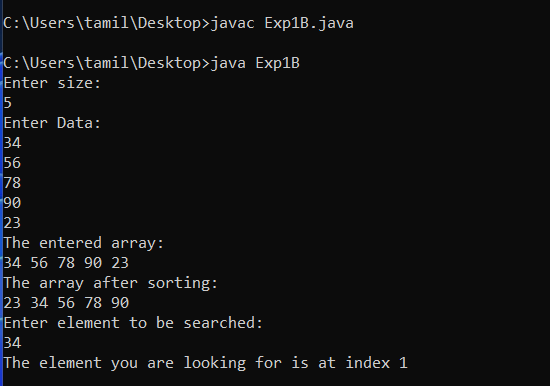 C:\Users\tamil\Desktop>javac Exp1B.java
C:\Users\tamil\Desktop>java Exp1B
Enter size:
5
Enter Data:
34
56
78
90
23
The entered array:
34 56 78 90 23
The array after sorting:
23 34 56 78 90
Enter element to be searched:
34
The element you are looking for is at index 1